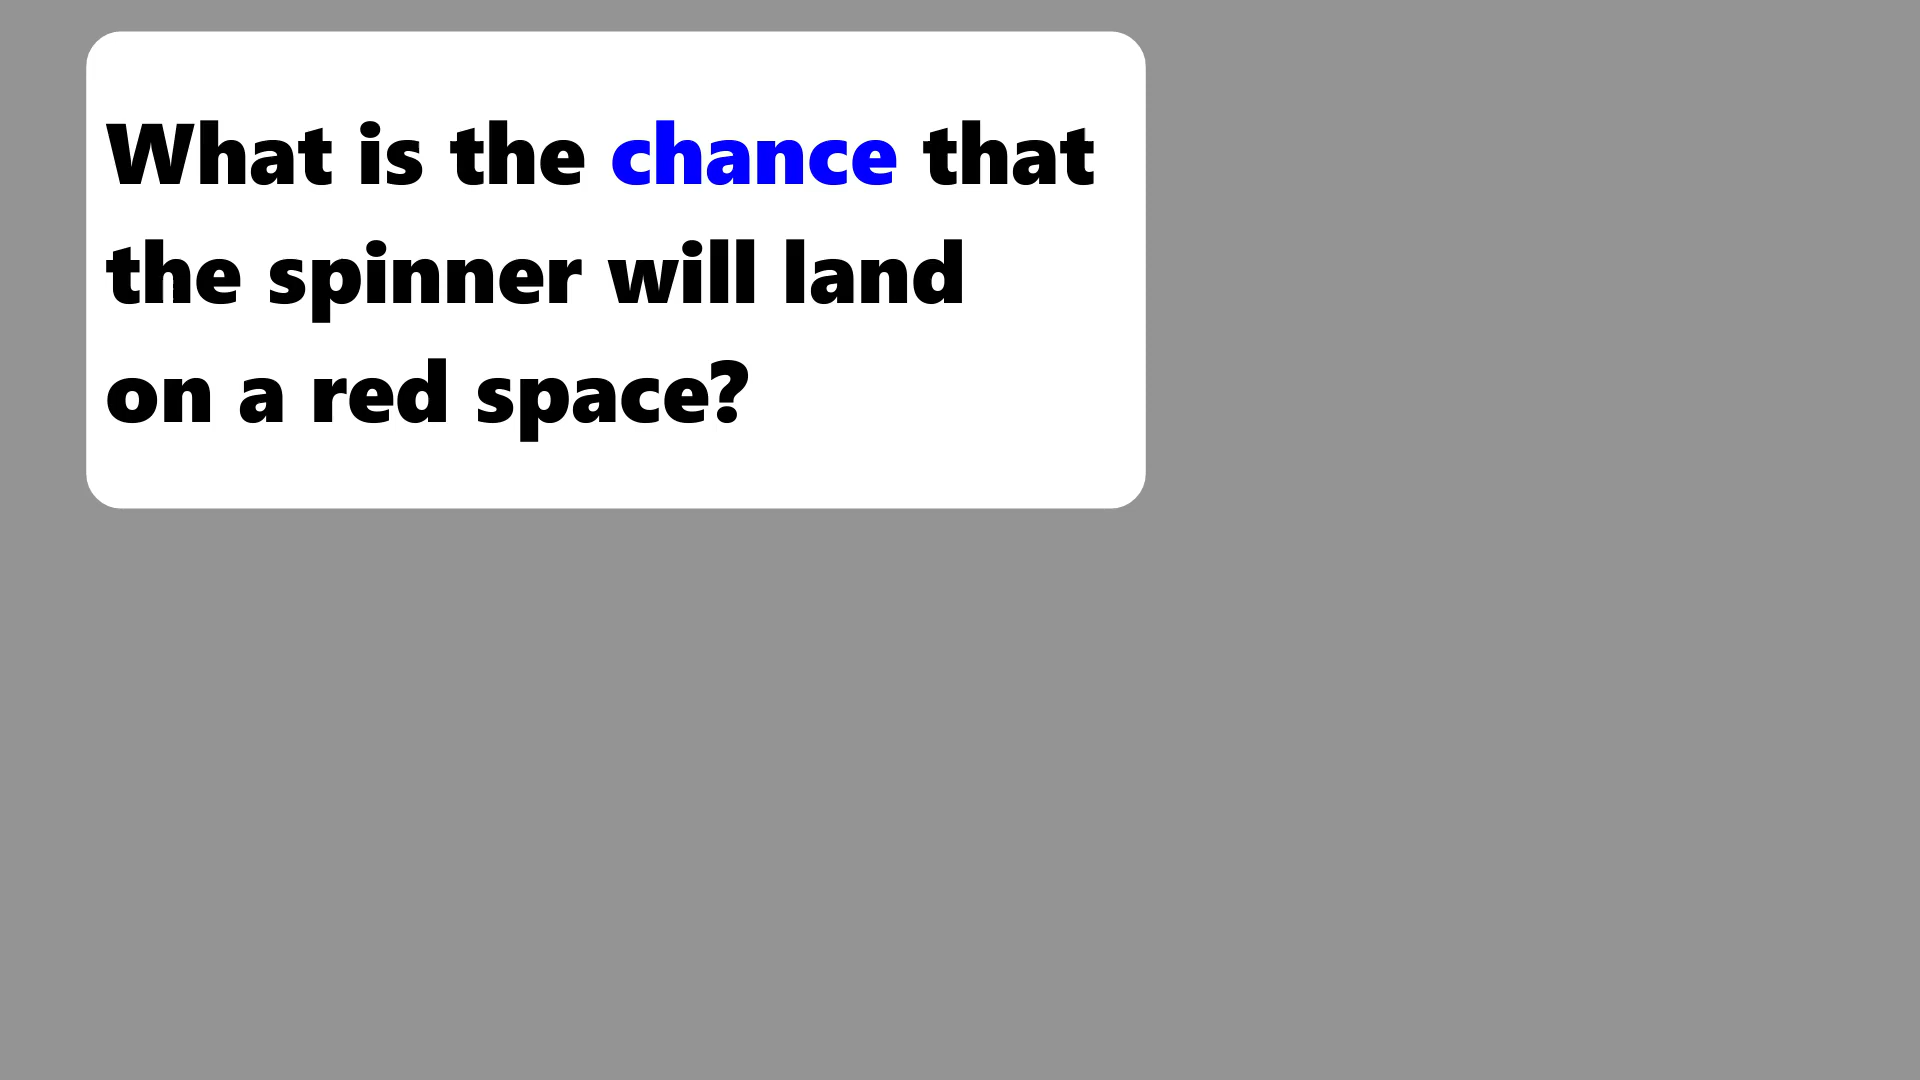 What is the chance that
the spinner will land
on a red space?